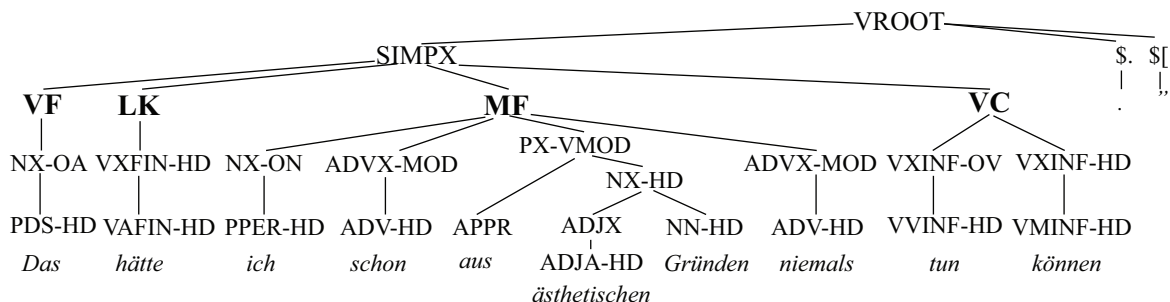 VROOT
SIMPX $. $[
VF LK MF VC . ”
NX-OA VXFIN-HD NX-ON ADVX-MOD PX-VMOD ADVX-MOD VXINF-OV VXINF-HD
NX-HD
PDS-HD VAFIN-HD PPER-HD ADV-HD APPR ADJX NN-HD ADV-HD VVINF-HD VMINF-HD
Das hätte ich schon aus ADJA-HD Gründen niemals tun können
ästhetischen